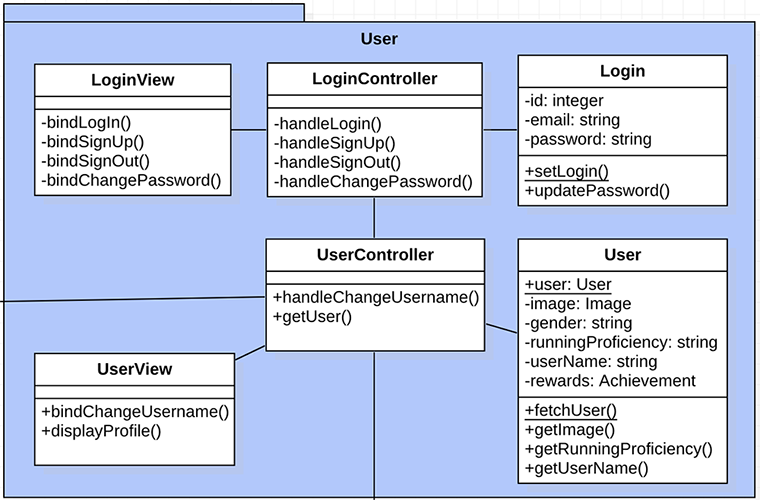 User
LoginView
-bindLogIn()
-bindSignUp()
-bindSignOut()
-bindChangePassword()
LoginController
-handleLogin()
-handleSignUp()
-handleSignOut()
-handleChangePassword()
Login
-id: integer
-email: string
-password: string
+setLogin()
+updatePassword()
UserController
+handleChangeUsername()
+getUser()
User
+user: User
-image: Image
-gender: string
-runningProficiency: string
-userName: string
-rewards: Achievement
+fetchUser()
+getImage()
+getRunningProficiency()
+getUserName()
UserView
+bindChangeUsername()
+displayProfile()